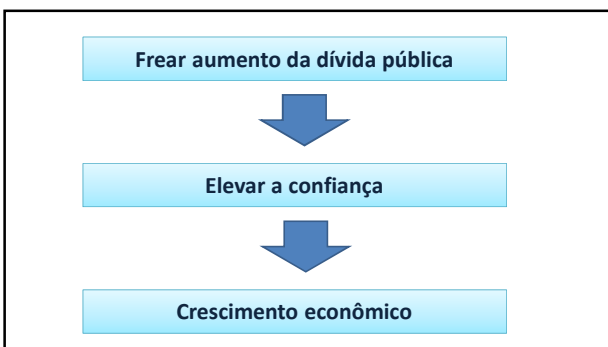 Frear aumento da dívida pública
Elevar a confiança
Crescimento econômico